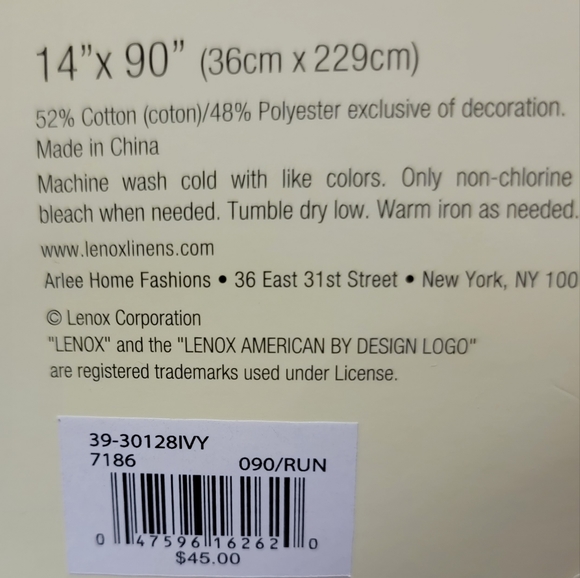 14"x 90" (36cm x 229cm)
52% Cotton (coton)/48% Polyester exclusive of decoration.
Made in China
Machine wash cold with like colors. Only non-chlorine
bleach when needed. Tumble dry low. Warm iron as needed.
www.lenoxlinens.com
Arlee Home Fashions • 36 East 31st Street • New York, NY 100
© Lenox Corporation
"LENOX" and the "LENOX AMERICAN BY DESIGN LOGO"
are registered trademarks used under License.
39-30128IVY
7186 090/RUN
0 47596 16262 0
$45.00